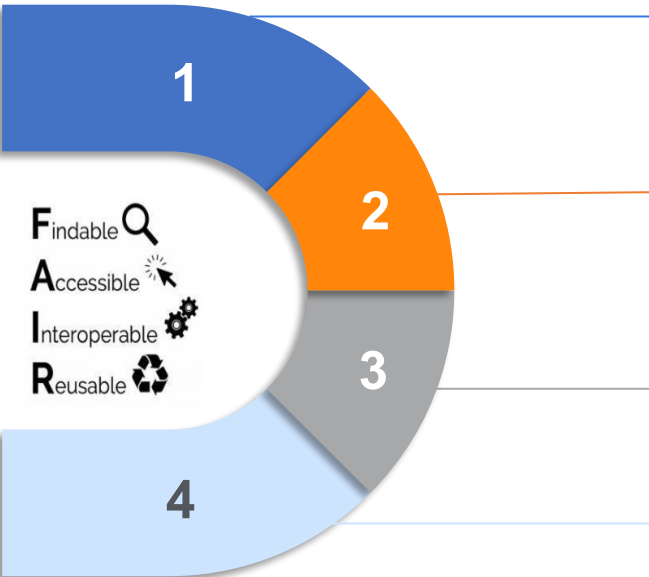 1
2
Findable
Accessible
Interoperable
Reusable
3
4